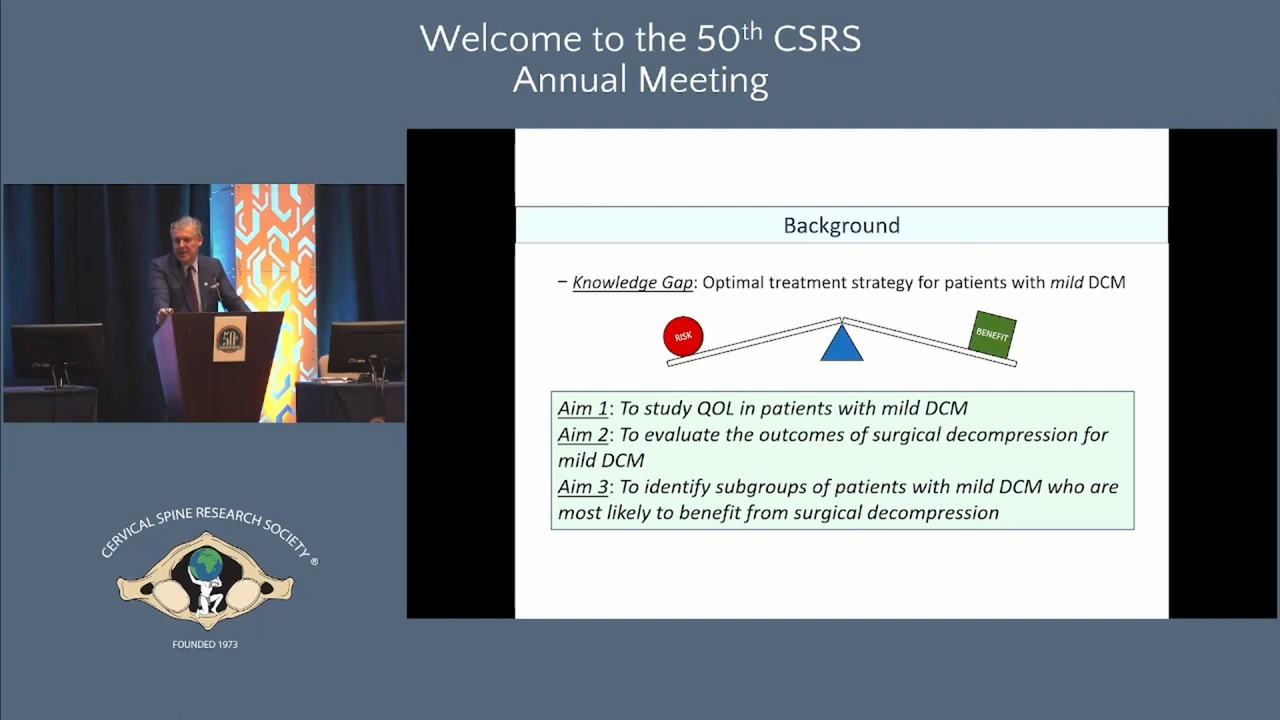 Welcome to the 50th CSRS
Annual Meeting
Background
– Knowledge Gap: Optimal treatment strategy for patients with mild DCM
RISK
BENEFIT
Aim 1: To study QOL in patients with mild DCM
Aim 2: To evaluate the outcomes of surgical decompression for
mild DCM
Aim 3: To identify subgroups of patients with mild DCM who are
most likely to benefit from surgical decompression
50
CERVICAL SPINE RESEARCH SOCIETY ®
FOUNDED 1973